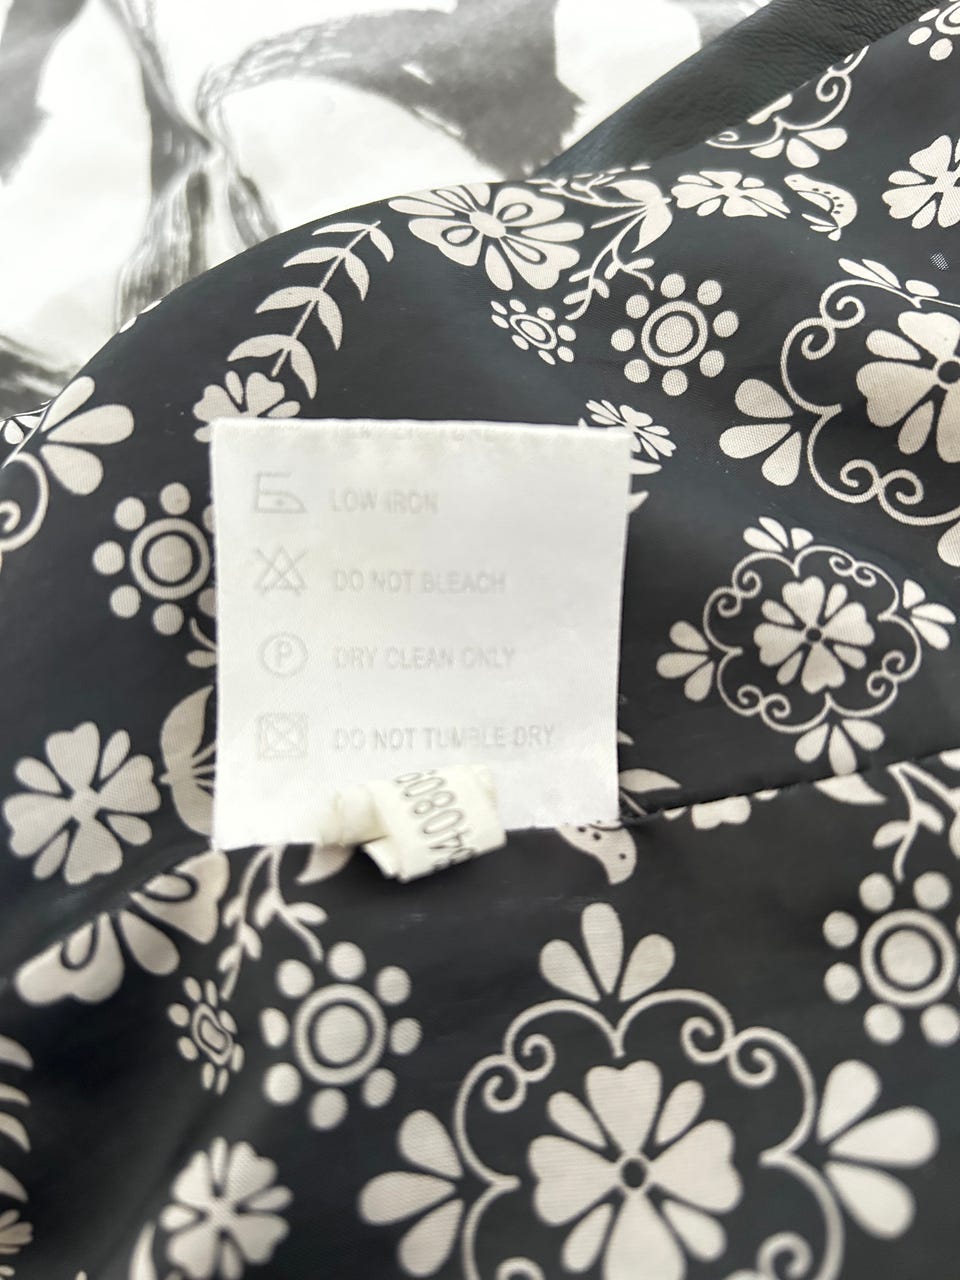 LOW IRON
DO NOT BLEACH
P
DRY CLEAN ONLY
DO NOT TUMBLE DRY